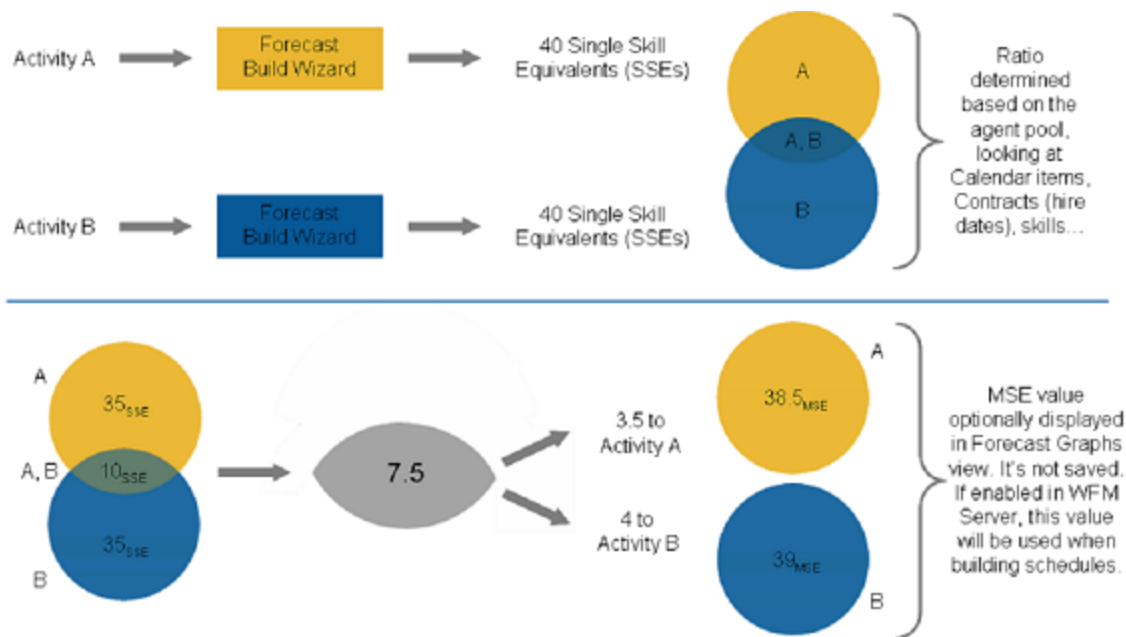 Activity A
Forecast
Build Wizard
40 Single Skill
Equivalents (SSEs)
A
A, B
B
Ratio
determined
based on the
agent pool,
looking at
Calendar items,
Contracts (hire
dates), skills...
Activity B
Forecast
Build Wizard
40 Single Skill
Equivalents (SSEs)
A
35SSE
A, B
10SSE
35SSE
B
7.5
3.5 to
Activity A
4 to
Activity B
A
38.5MSE
39MSE
B
MSE value
optionally displayed
in Forecast Graphs
view. It's not saved.
If enabled in WFM
Server, this value
will be used when
building schedules.